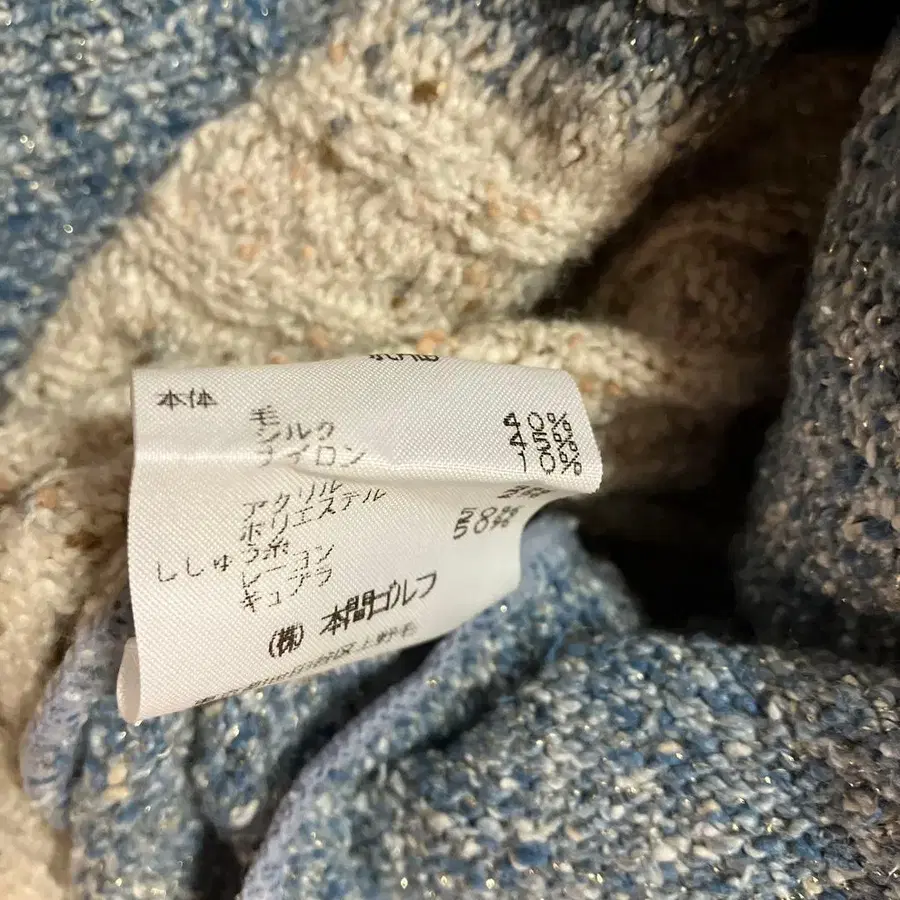 本体
毛 40%
シルク 45%
ナイロン 10%
アクリル
ポリエステル
ししゅう糸
レーヨン 50%
キュプラ 50%
(株) 本間ゴルフ